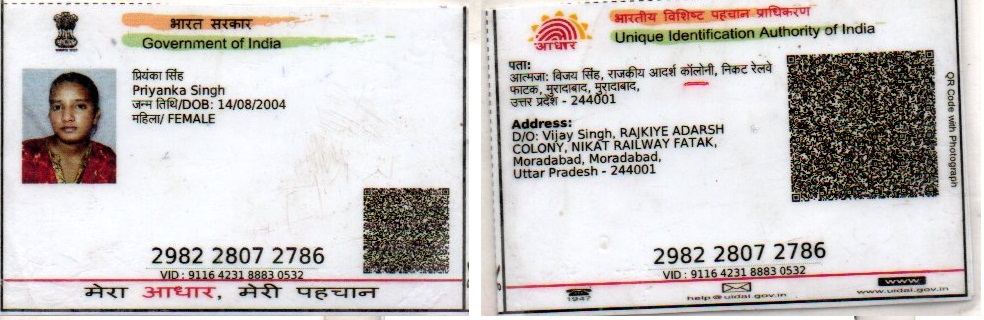 भारत सरकार
Government of India
प्रियंका सिंह
Priyanka Singh
जन्म तिथि/DOB: 14/08/2004
महिला/ FEMALE
2982 2807 2786
VID : 9116 4231 8883 0532
मेरा आधार, मेरी पहचान
भारतीय विशिष्ट पहचान प्राधिकरण
Unique Identification Authority of India
आधार
पता:
आत्मजा: विजय सिंह, राजकीय आदर्श कॉलोनी, निकट रेलवे
फाटक, मुरादाबाद, मुरादाबाद,
उत्तर प्रदेश - 244001
Address:
D/O: Vijay Singh, RAJKIYE ADARSH
COLONY, NIKAT RAILWAY FATAK,
Moradabad, Moradabad,
Uttar Pradesh - 244001
QR Code with Photograph
2982 2807 2786
VID : 9116 4231 8883 0532
1947
help@uidai.gov.in
www
www.uidai.gov.in